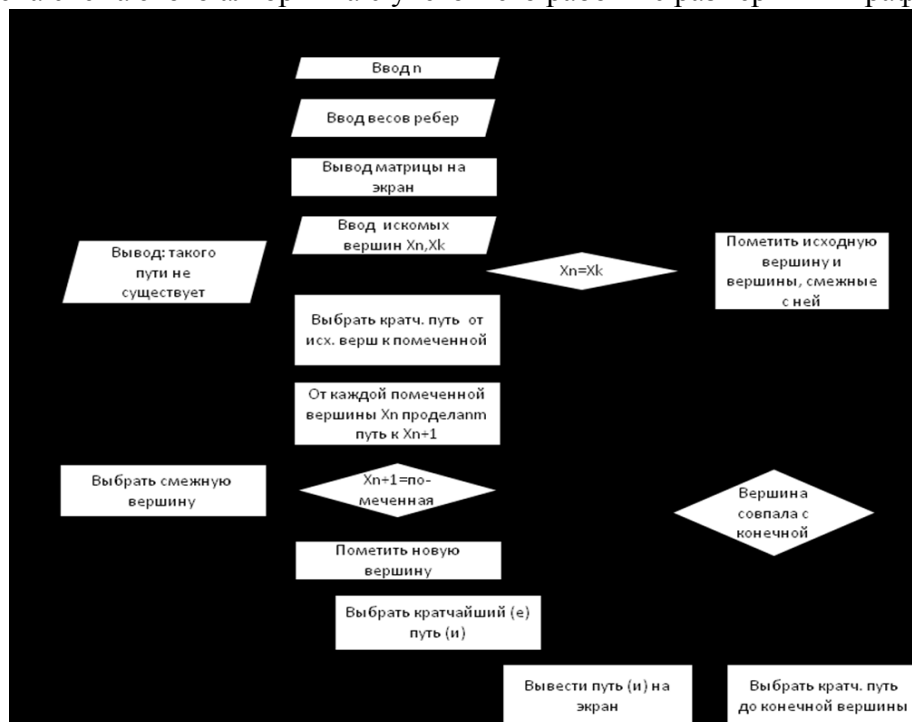 Ввод n
Ввод весов ребер
Вывод матрицы на
экран
Ввод искомых
вершин Xn,Xk
Вывод: такого
пути не
существует
Xn=Xk
Пометить исходную
вершину и
вершины, смежные
с ней
Выбрать кратч. путь от
исх. верш к помеченной
От каждой помеченной
вершины Xn проделаnm
путь к Xn+1
Выбрать смежную
вершину
Xn+1=по-
меченная
Вершина
совпала с
конечной
Пометить новую
вершину
Выбрать кратчайший (е)
путь (и)
Вывести путь (и) на
экран
Выбрать кратч. путь
до конечной вершины